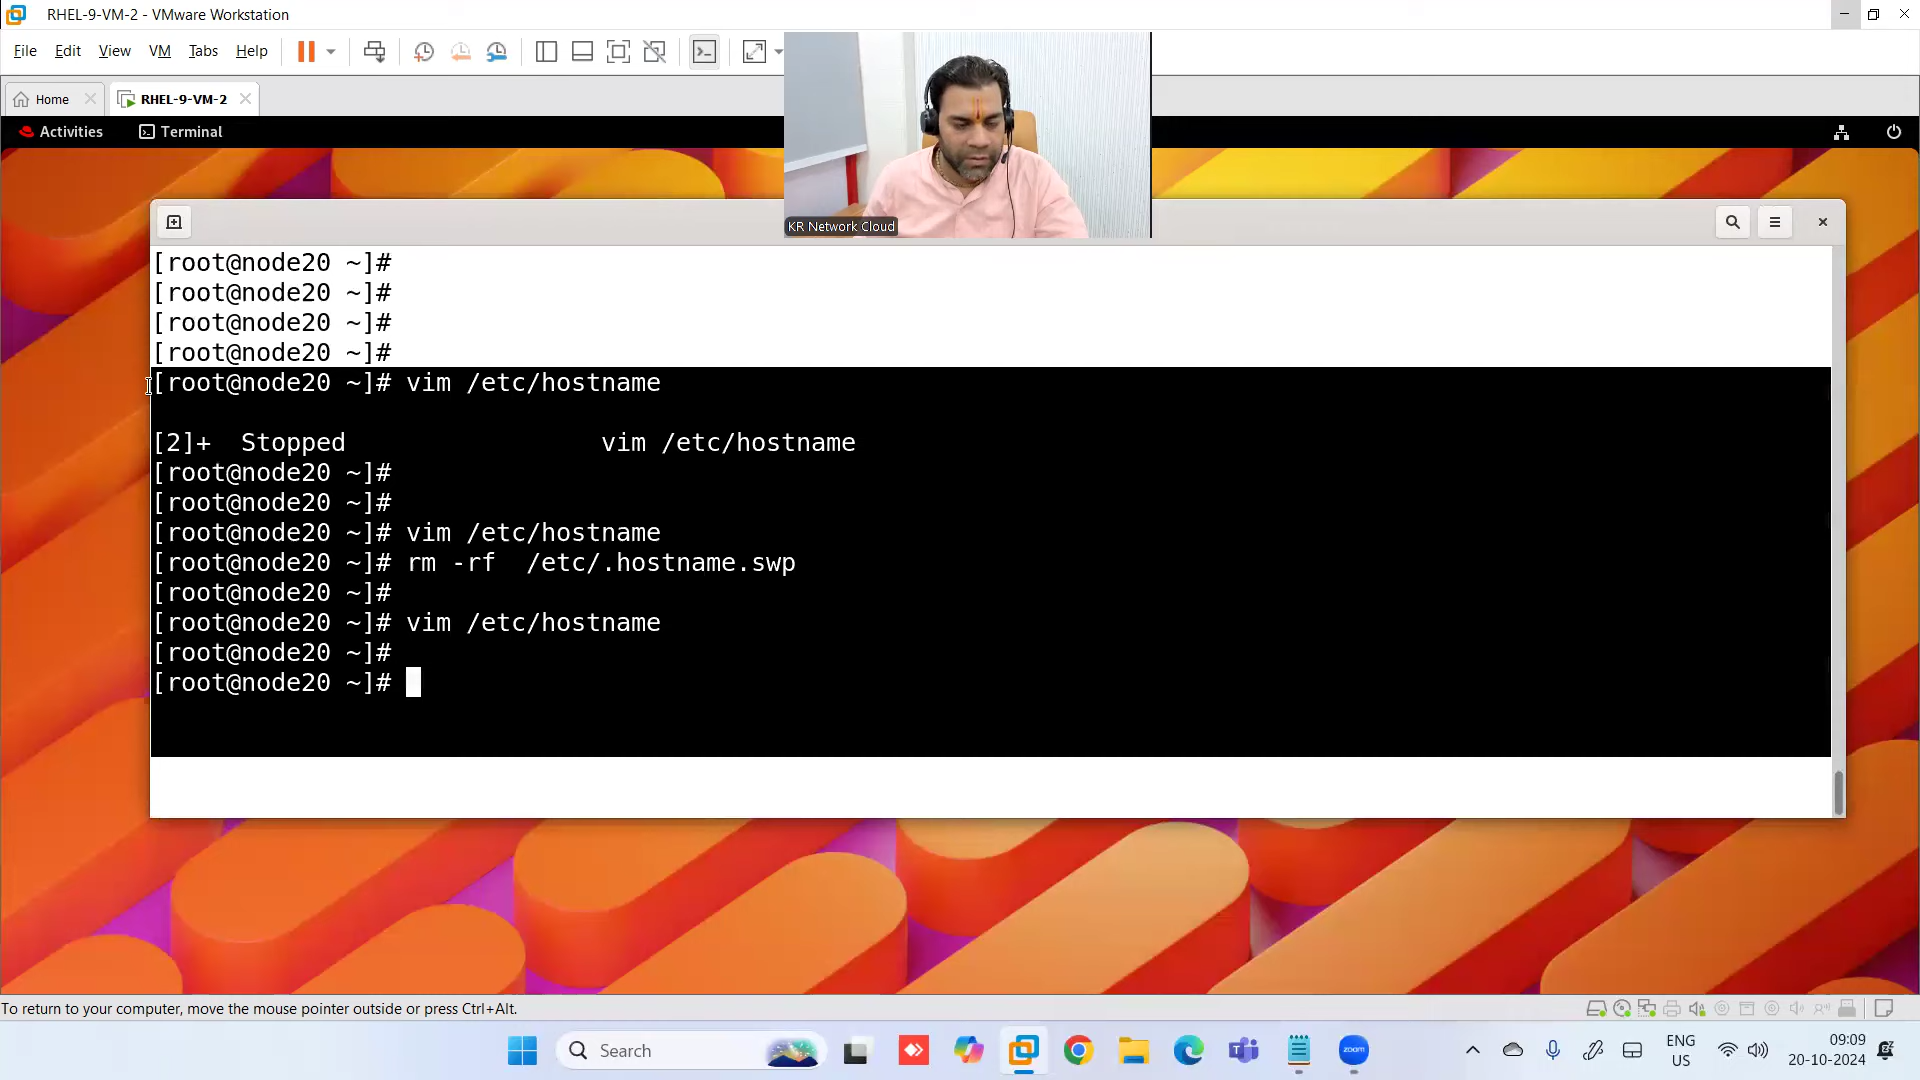 RHEL-9-VM-2 - VMware Workstation
File Edit View VM Tabs Help
Home RHEL-9-VM-2
Activities Terminal
KR Network Cloud
[root@node20 ~]#
[root@node20 ~]#
[root@node20 ~]#
[root@node20 ~]#
[root@node20 ~]# vim /etc/hostname
[2]+ Stopped vim /etc/hostname
[root@node20 ~]#
[root@node20 ~]#
[root@node20 ~]# vim /etc/hostname
[root@node20 ~]# rm -rf /etc/.hostname.swp
[root@node20 ~]#
[root@node20 ~]# vim /etc/hostname
[root@node20 ~]#
[root@node20 ~]#
To return to your computer, move the mouse pointer outside or press Ctrl+Alt.
Search
zoom
ENG
US
09:09
20-10-2024